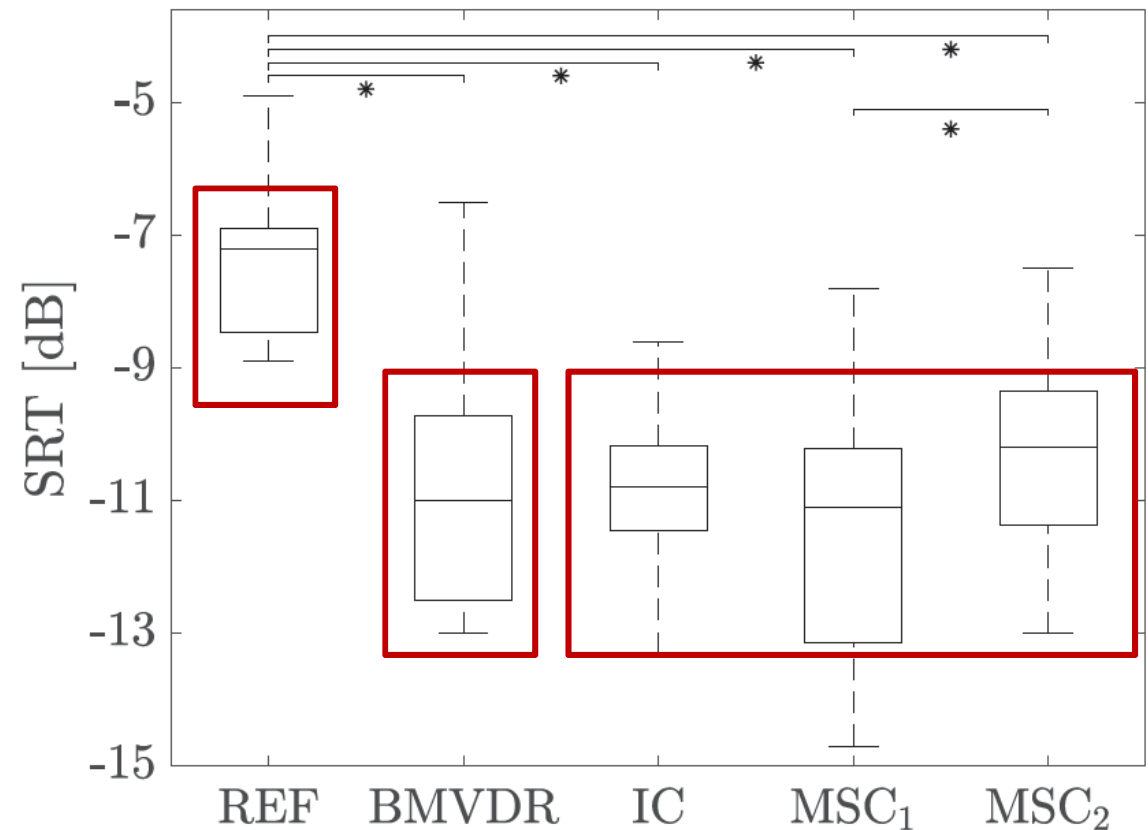 SRT [dB]
-5
-7
-9
-11
-13
-15
* * * *
*
REF BMVDR IC MSC₁ MSC₂